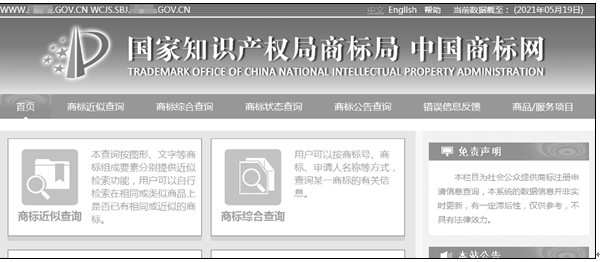 WWW. .GOV.CN WCJS.SBJ. .GOV.CN
中文 English 帮助 当前数据截至：(2021年05月19日)
国家知识产权局商标局 中国商标网
TRADEMARK OFFICE OF CHINA NATIONAL INTELLECTUAL PROPERTY ADMINISTRATION
首页 商标近似查询 商标综合查询 商标状态查询 商标公告查询 错误信息反馈 商品/服务项目
本查询按图形、文字等商
标组成要素分别提供近似
检索功能，用户可以自行
检索在相同或类似商品上
是否已有相同或近似的商
标。
商标近似查询
用户可以按商标号、商
标、申请人名称等方式，
查询某一商标的有关信
息。
商标综合查询
免责声明
本栏目为社会公众提供商标注册申
请信息查询，本系统的数据信息并非实
时更新，有一定滞后性，仅供参考，不
具有法律效力。
本站公告